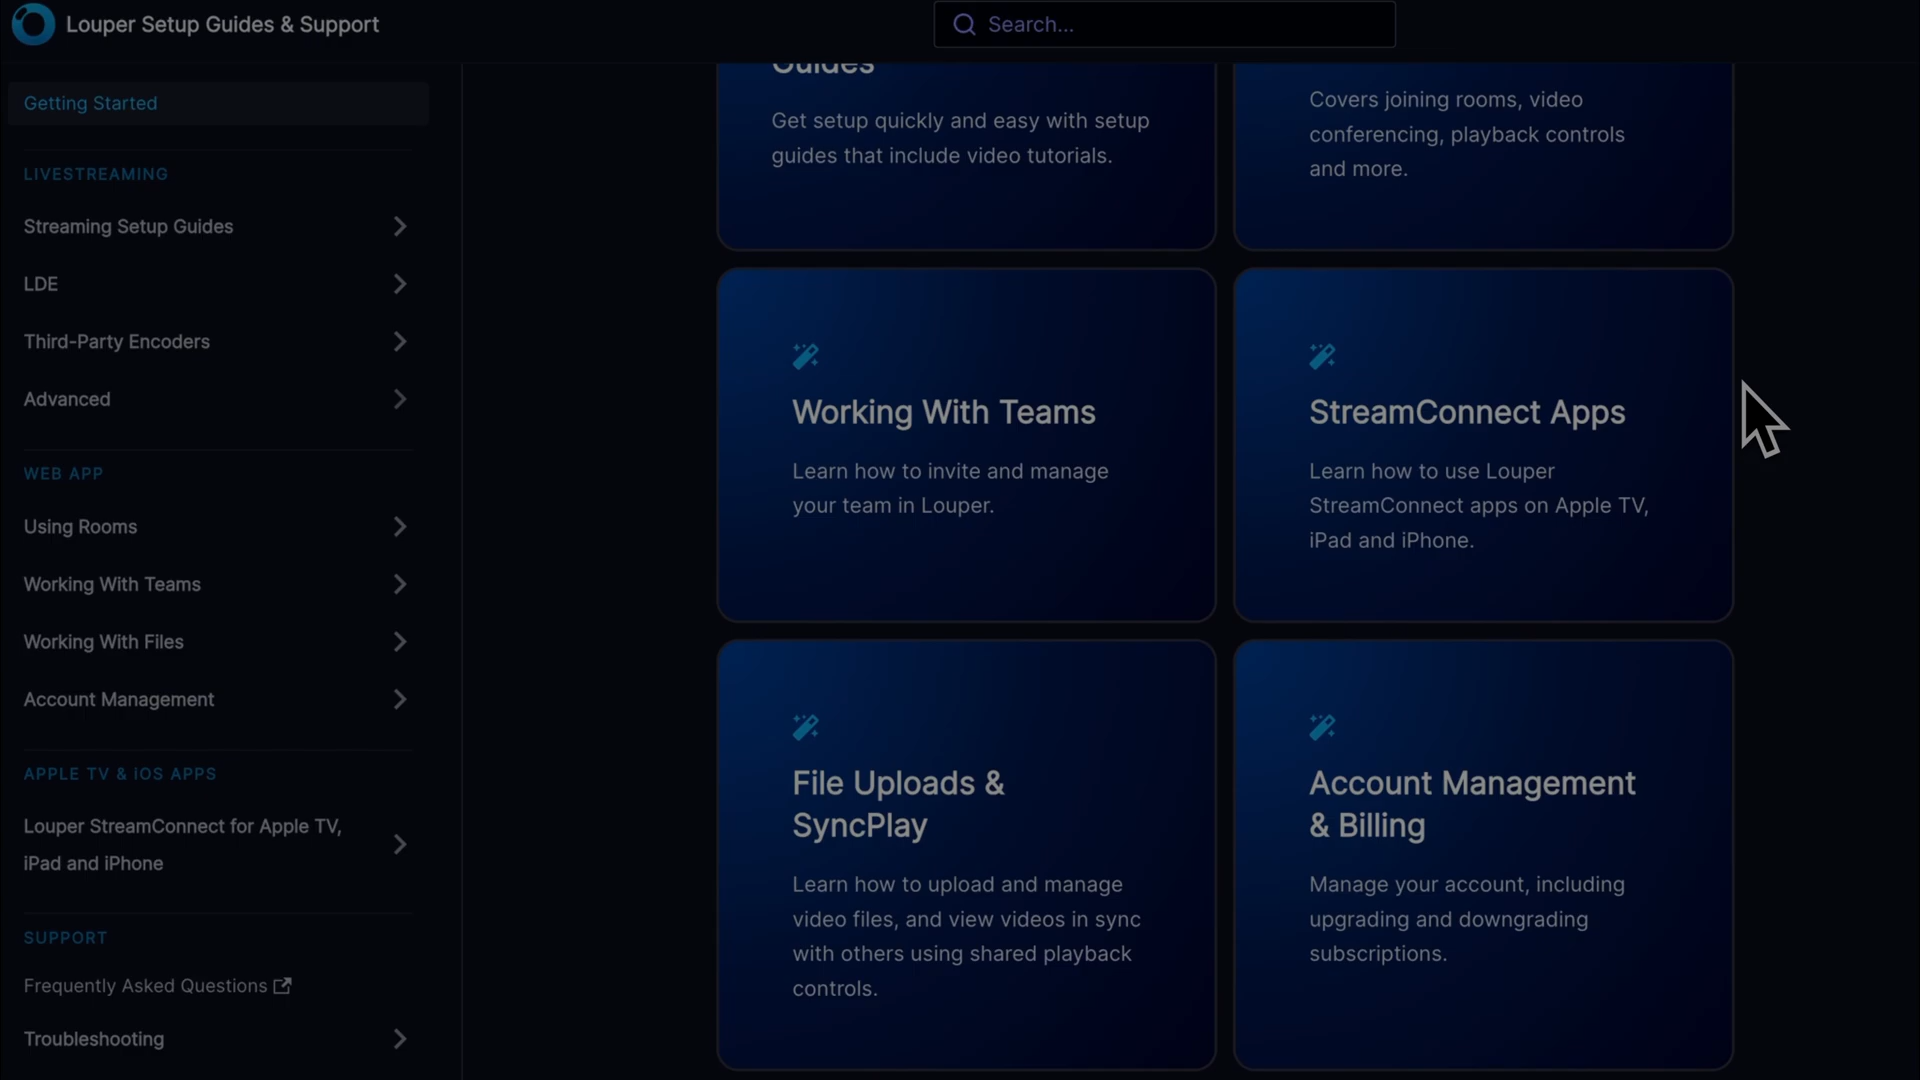 Louper Setup Guides & Support
Search...
Getting Started
LIVESTREAMING
Streaming Setup Guides
LDE
Third-Party Encoders
Advanced
WEB APP
Using Rooms
Working With Teams
Working With Files
Account Management
APPLE TV & iOS APPS
Louper StreamConnect for Apple TV,
iPad and iPhone
SUPPORT
Frequently Asked Questions
Troubleshooting
Guides
Get setup quickly and easy with setup
guides that include video tutorials.
Covers joining rooms, video
conferencing, playback controls
and more.
Working With Teams
Learn how to invite and manage
your team in Louper.
StreamConnect Apps
Learn how to use Louper
StreamConnect apps on Apple TV,
iPad and iPhone.
File Uploads &
SyncPlay
Learn how to upload and manage
video files, and view videos in sync
with others using shared playback
controls.
Account Management
& Billing
Manage your account, including
upgrading and downgrading
subscriptions.